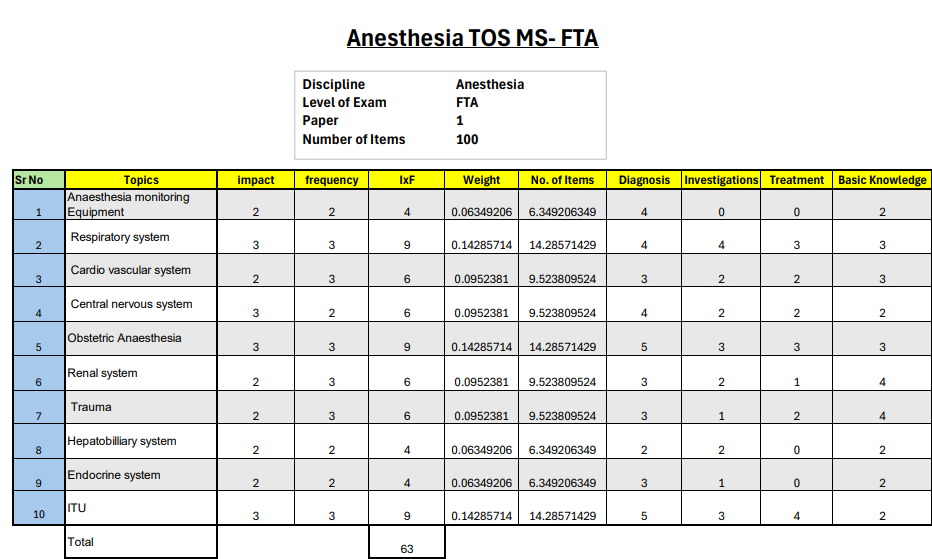 Anesthesia TOS MS- FTA
Discipline Anesthesia
Level of Exam FTA
Paper 1
Number of Items 100
Sr No Topics impact frequency IxF Weight No. of Items Diagnosis Investigations Treatment Basic Knowledge
1 Anaesthesia monitoring Equipment 2 2 4 0.06349206 6.349206349 4 0 0 2
2 Respiratory system 3 3 9 0.14285714 14.28571429 4 4 3 3
3 Cardio vascular system 2 3 6 0.0952381 9.523809524 3 2 2 3
4 Central nervous system 3 2 6 0.0952381 9.523809524 4 2 2 2
5 Obstetric Anaesthesia 3 3 9 0.14285714 14.28571429 5 3 3 3
6 Renal system 2 3 6 0.0952381 9.523809524 3 2 1 4
7 Trauma 2 3 6 0.0952381 9.523809524 3 1 2 4
8 Hepatobilliary system 2 2 4 0.06349206 6.349206349 2 2 0 2
9 Endocrine system 2 2 4 0.06349206 6.349206349 3 1 0 2
10 ITU 3 3 9 0.14285714 14.28571429 5 3 4 2
Total 63